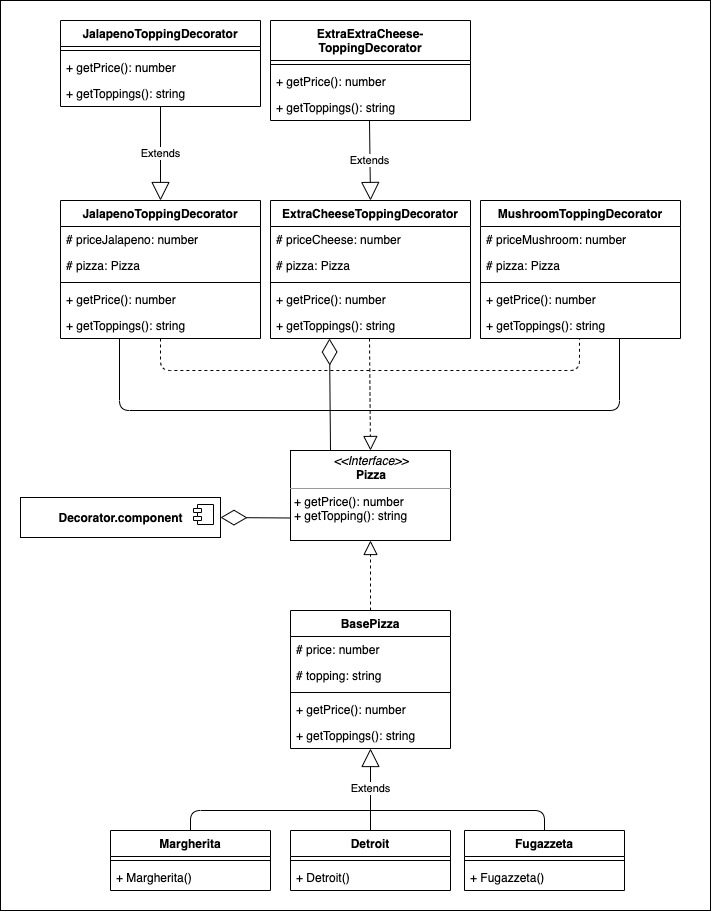 JalapenoToppingDecorator
+ getPrice(): number
+ getToppings(): string
ExtraExtraCheese-
ToppingDecorator
+ getPrice(): number
+ getToppings(): string
Extends
Extends
JalapenoToppingDecorator
# priceJalapeno: number
# pizza: Pizza
+ getPrice(): number
+ getToppings(): string
ExtraCheeseToppingDecorator
# priceCheese: number
# pizza: Pizza
+ getPrice(): number
+ getToppings(): string
MushroomToppingDecorator
# priceMushroom: number
# pizza: Pizza
+ getPrice(): number
+ getToppings(): string
<<Interface>>
Pizza
+ getPrice(): number
+ getTopping(): string
Decorator.component
BasePizza
# price: number
# topping: string
+ getPrice(): number
+ getToppings(): string
Extends
Margherita
+ Margherita()
Detroit
+ Detroit()
Fugazzeta
+ Fugazzeta()